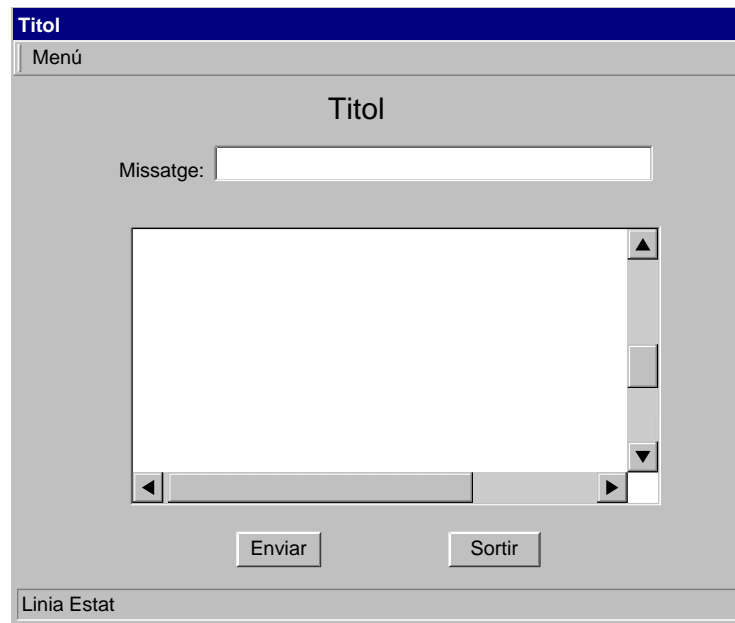 Titol
Menú
Titol
Missatge:
Enviar Sortir
Linia Estat